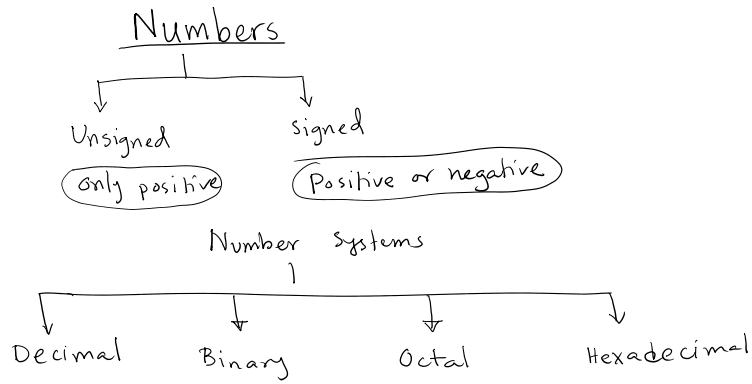 Numbers
Unsigned signed
only positive Positive or negative
Number Systems
Decimal Binary Octal Hexadecimal